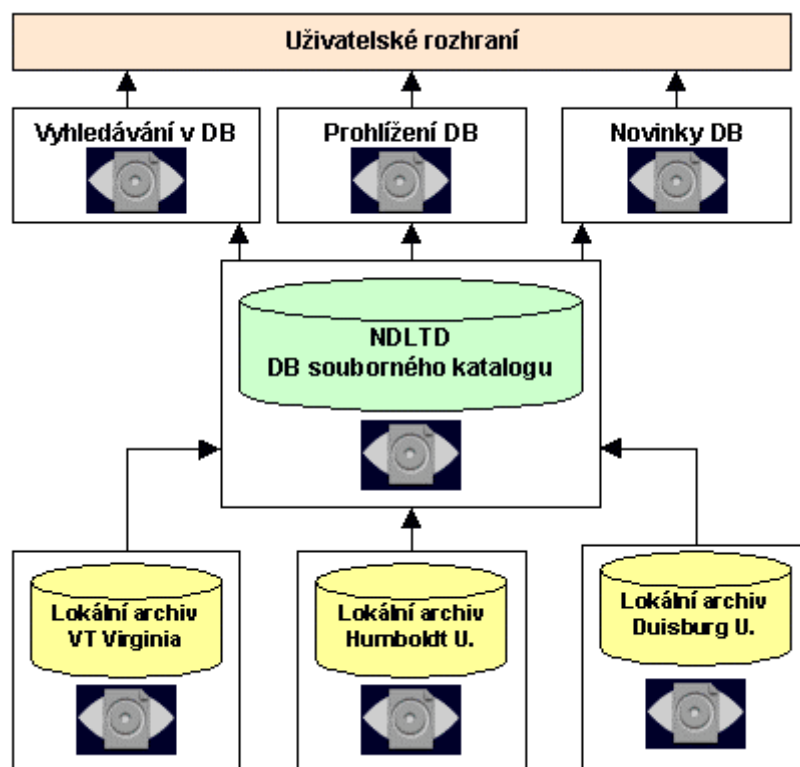 Uživatelské rozhraní
Vyhledávání v DB
Prohlížení DB
Novinky DB
NDLTD
DB souborného katalogu
Lokální archiv
VT Virginia
Lokální archiv
Humboldt U.
Lokální archiv
Duisburg U.